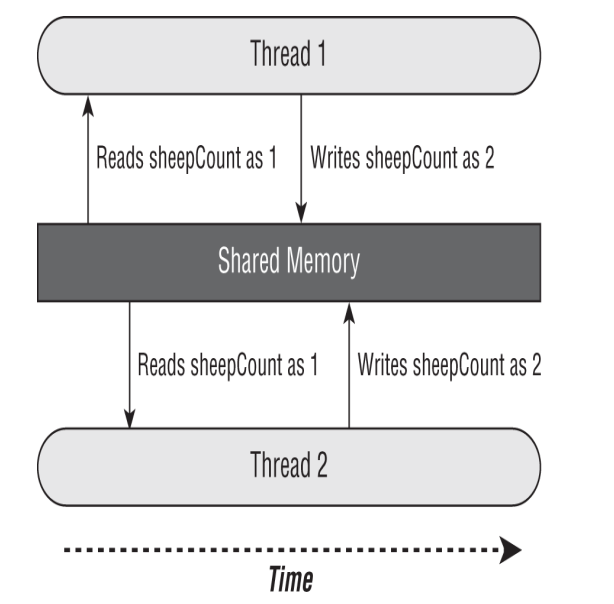 Thread 1
Reads sheepCount as 1
Writes sheepCount as 2
Shared Memory
Reads sheepCount as 1
Writes sheepCount as 2
Thread 2
Time